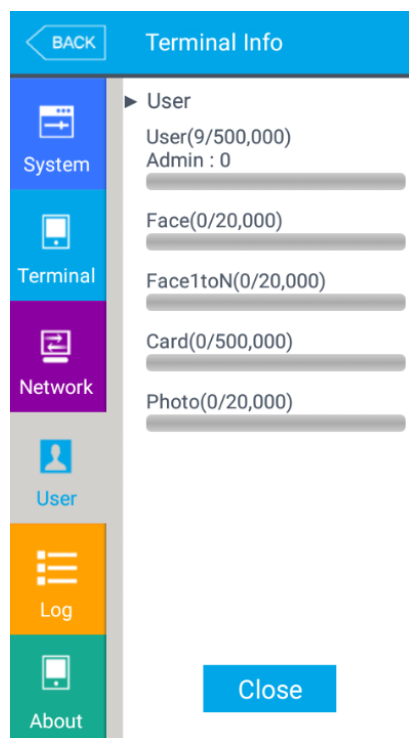 BACK
Terminal Info
System
Terminal
Network
User
Log
About
► User
User(9/500,000)
Admin : 0
Face(0/20,000)
Face1toN(0/20,000)
Card(0/500,000)
Photo(0/20,000)
Close